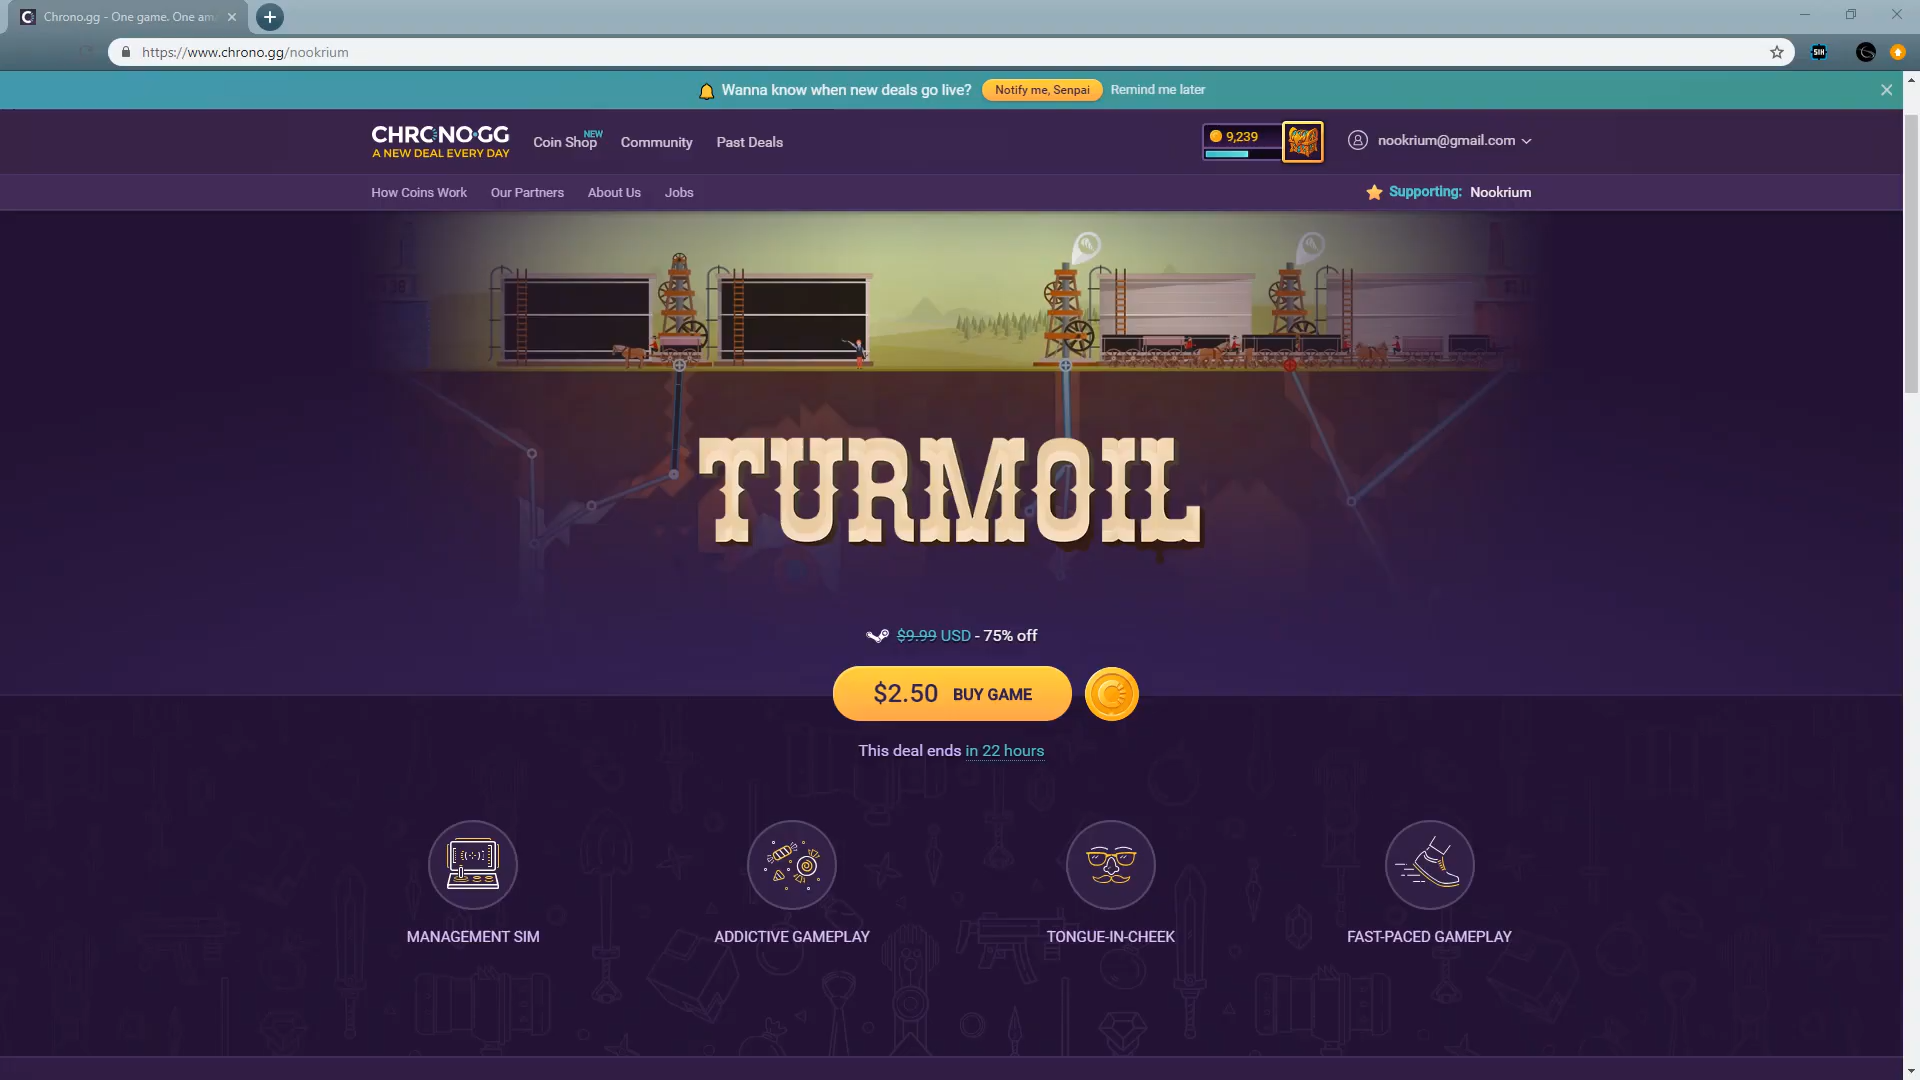 Chrono.gg - One game. One am
https://www.chrono.gg/nookrium
SIH
Wanna know when new deals go live? Notify me, Senpai Remind me later
CHRONO.GG
A NEW DEAL EVERY DAY
Coin Shop NEW Community Past Deals
9,239
nookrium@gmail.com
How Coins Work Our Partners About Us Jobs
Supporting: Nookrium
TURMOIL
$9.99 USD - 75% off
$2.50 BUY GAME
This deal ends in 22 hours
MANAGEMENT SIM ADDICTIVE GAMEPLAY TONGUE-IN-CHEEK FAST-PACED GAMEPLAY